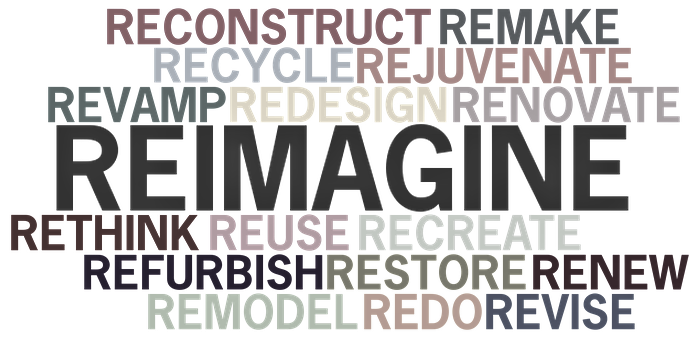 RECONSTRUCT REMAKE
RECYCLE REJUVENATE
REVAMP REDESIGN RENOVATE
REIMAGINE
RETHINK REUSE RECREATE
REFURBISH RESTORE RENEW
REMODEL REDO REVISE